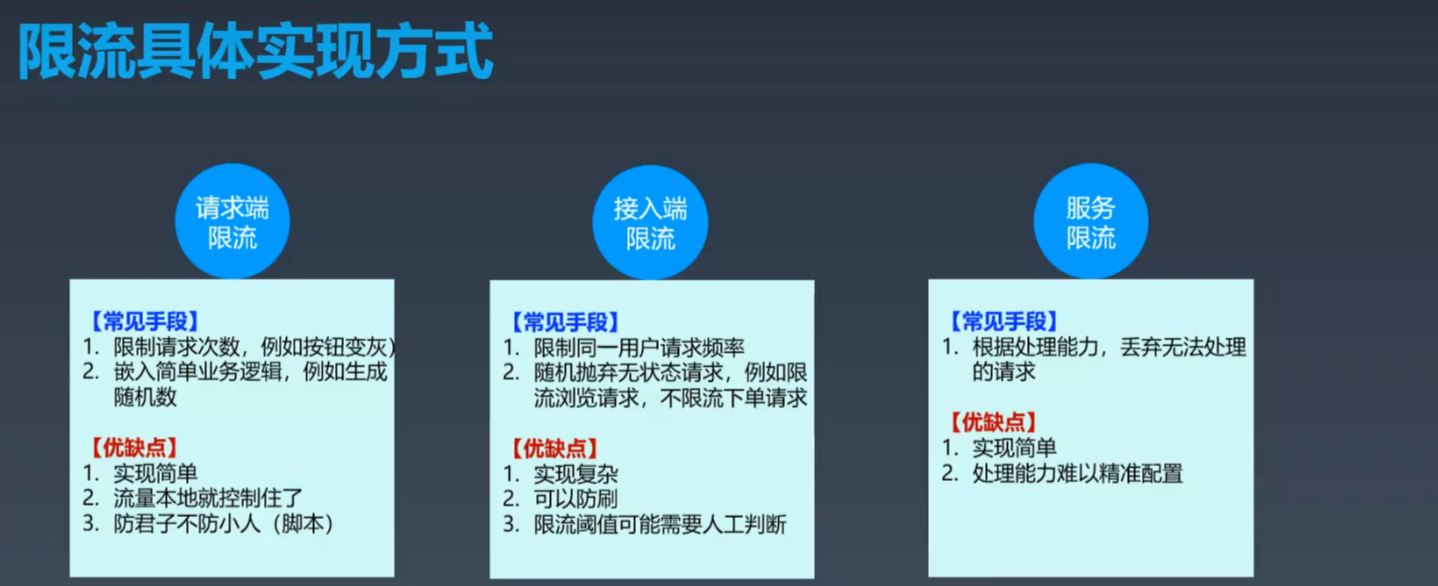 限流具体实现方式
请求端
限流
【常见手段】
1. 限制请求次数，例如按钮变灰）
2. 嵌入简单业务逻辑，例如生成
随机数
【优缺点】
1. 实现简单
2. 流量本地就控制住了
3. 防君子不防小人（脚本）
接入端
限流
【常见手段】
1. 限制同一用户请求频率
2. 随机抛弃无状态请求，例如限
流浏览请求，不限流下单请求
【优缺点】
1. 实现复杂
2. 可以防刷
3. 限流阈值可能需要人工判断
服务
限流
【常见手段】
1. 根据处理能力，丢弃无法处理
的请求
【优缺点】
1. 实现简单
2. 处理能力难以精准配置